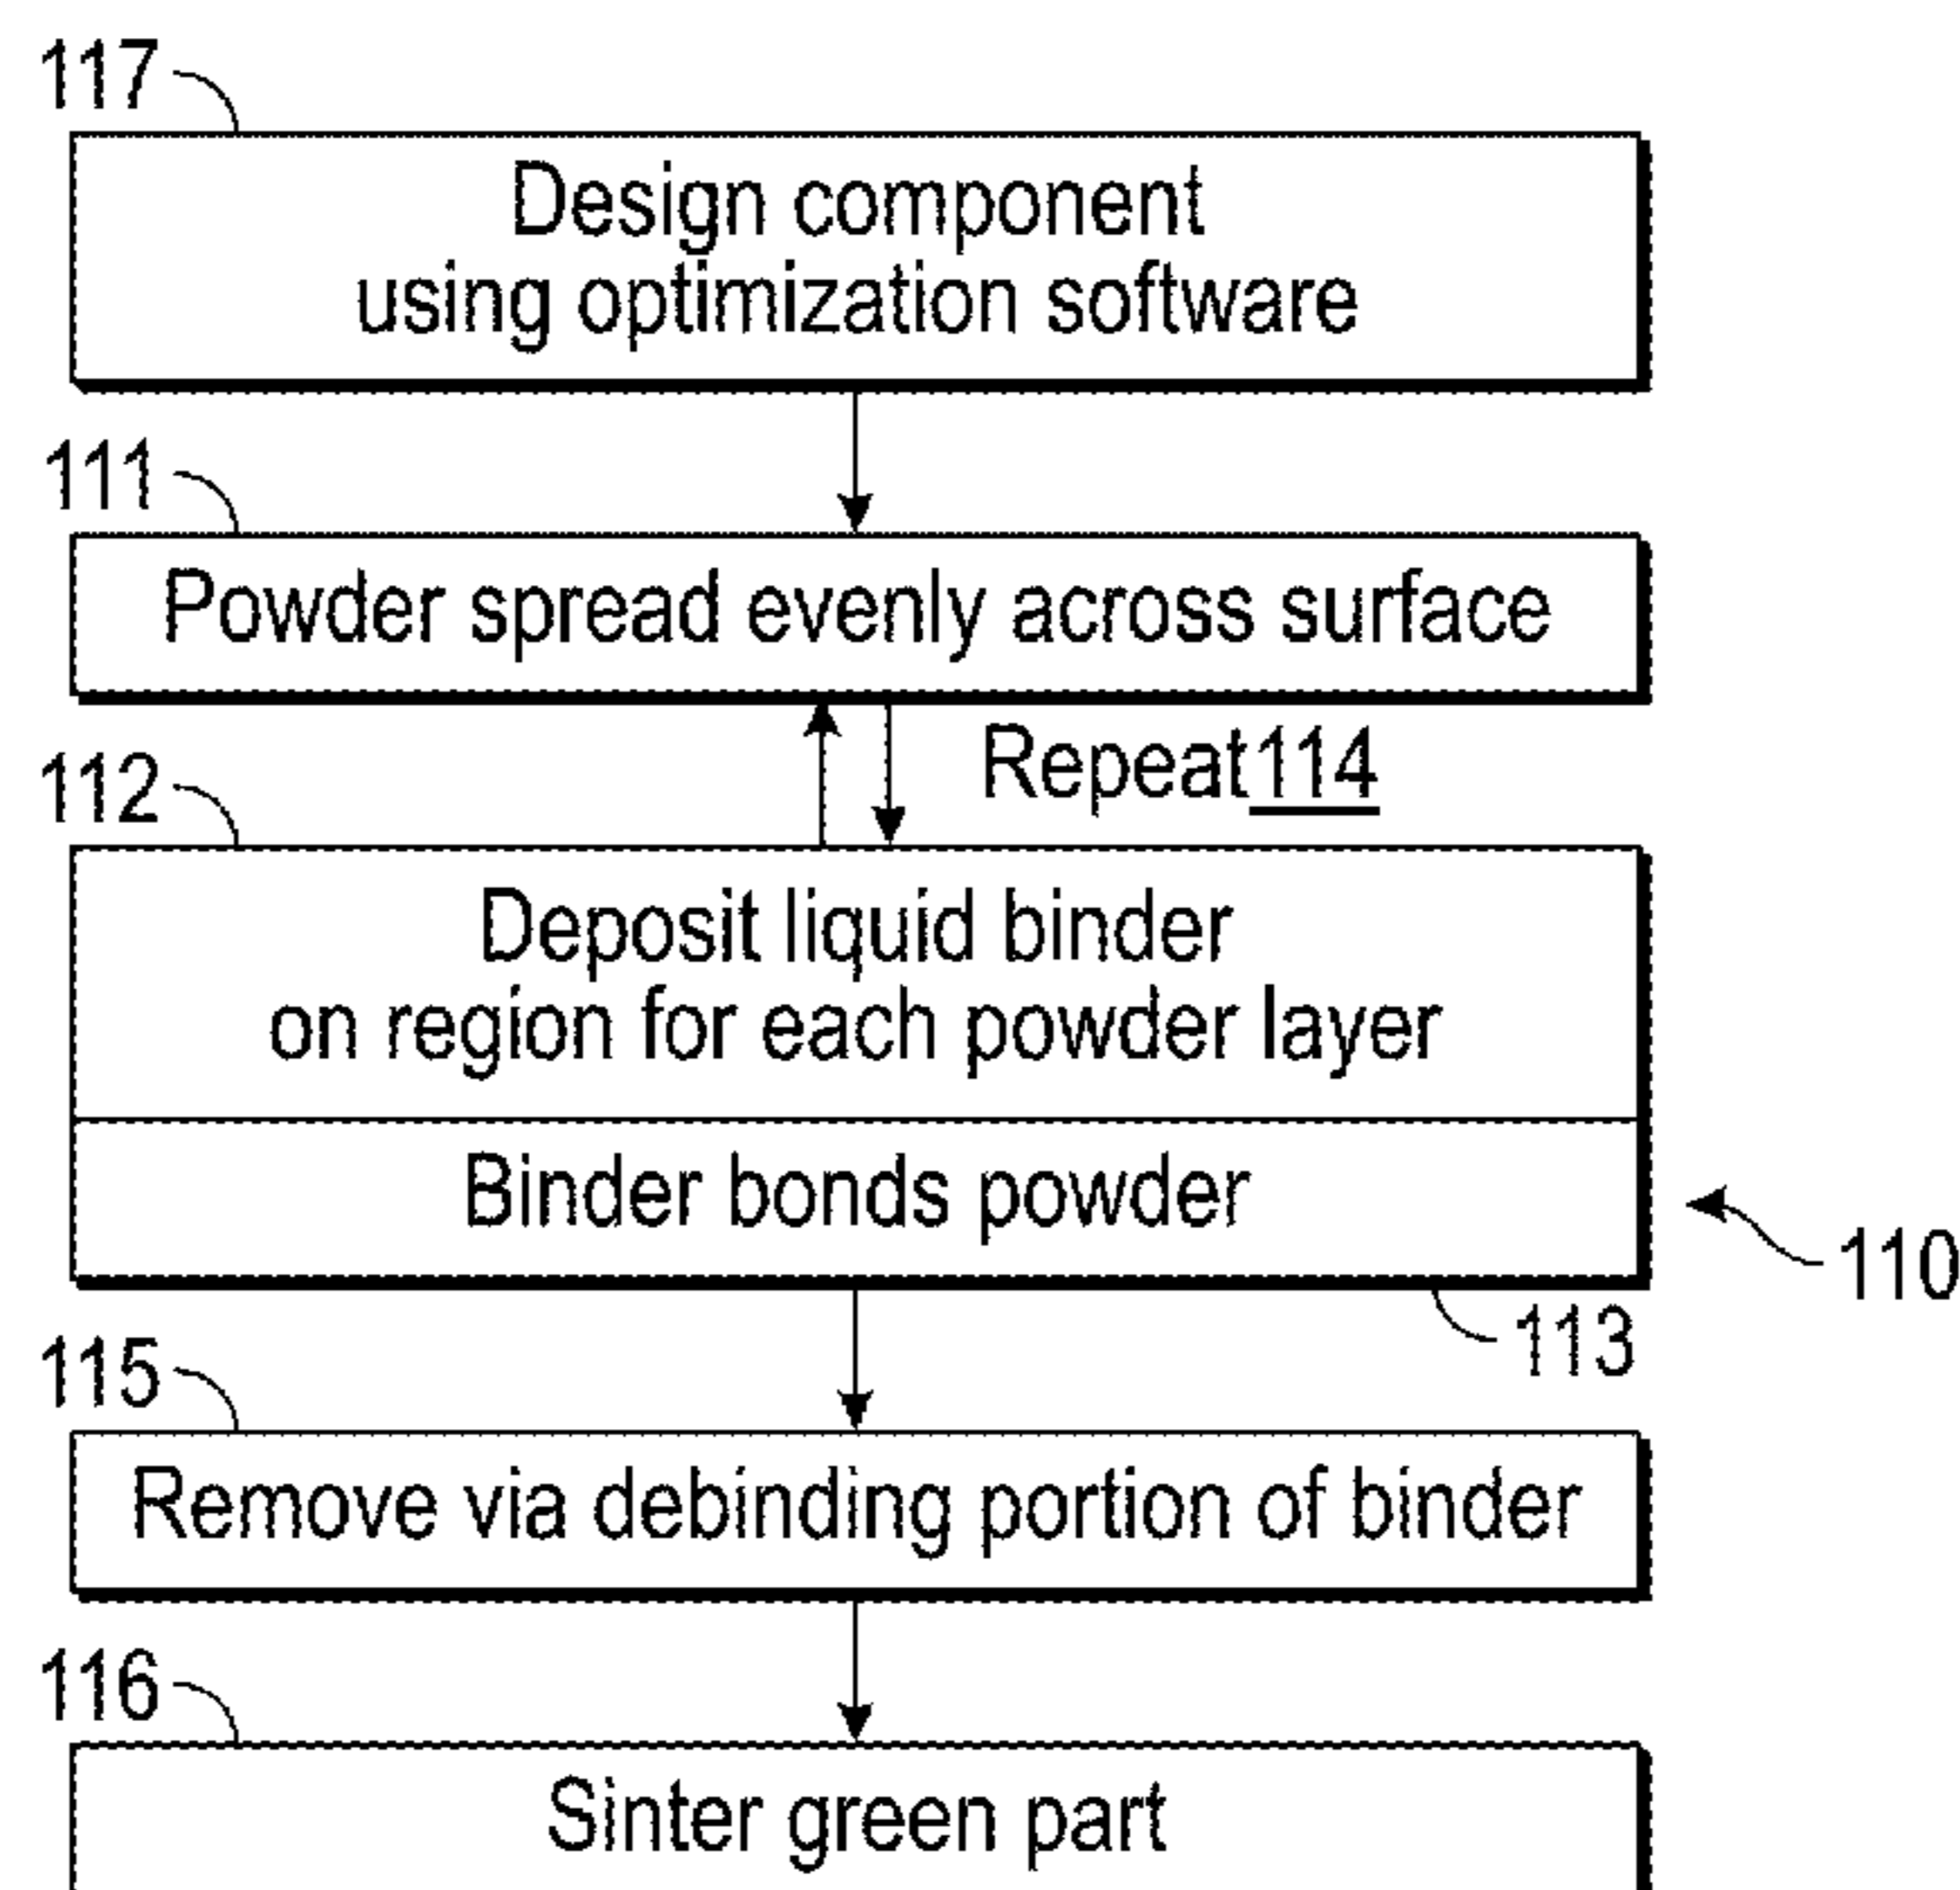 117
Design component
using optimization software
111
Powder spread evenly across surface
Repeat 114
112
Deposit liquid binder
on region for each powder layer
Binder bonds powder
110
113
115
Remove via debinding portion of binder
116
Sinter green part